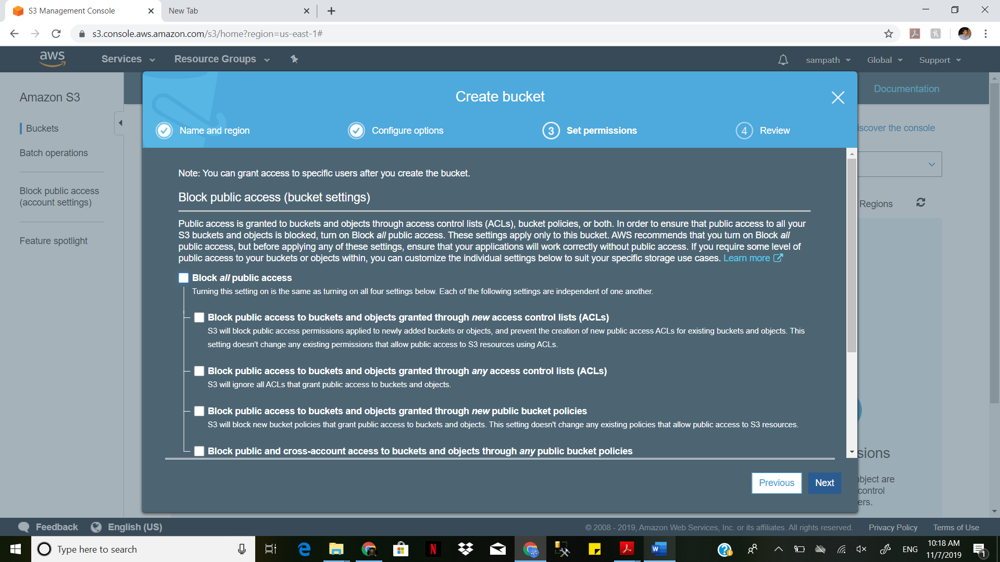 S3 Management Console
New Tab
s3.console.aws.amazon.com/s3/home?region=us-east-1#
aws
Services
Resource Groups
sampath
Global
Support
Amazon S3
Buckets
Batch operations
Block public access
(account settings)
Feature spotlight
Documentation
iscover the console
Regions
sions
bject are
control
ers.
Create bucket
Name and region
Configure options
3 Set permissions
4 Review
Note: You can grant access to specific users after you create the bucket.
Block public access (bucket settings)
Public access is granted to buckets and objects through access control lists (ACLs), bucket policies, or both. In order to ensure that public access to all your
S3 buckets and objects is blocked, turn on Block all public access. These settings apply only to this bucket. AWS recommends that you turn on Block all
public access, but before applying any of these settings, ensure that your applications will work correctly without public access. If you require some level of
public access to your buckets or objects within, you can customize the individual settings below to suit your specific storage use cases. Learn more
Block all public access
Turning this setting on is the same as turning on all four settings below. Each of the following settings are independent of one another.
Block public access to buckets and objects granted through new access control lists (ACLs)
S3 will block public access permissions applied to newly added buckets or objects, and prevent the creation of new public access ACLs for existing buckets and objects. This
setting doesn't change any existing permissions that allow public access to S3 resources using ACLs.
Block public access to buckets and objects granted through any access control lists (ACLs)
S3 will ignore all ACLs that grant public access to buckets and objects.
Block public access to buckets and objects granted through new public bucket policies
S3 will block new bucket policies that grant public access to buckets and objects. This setting doesn't change any existing policies that allow public access to S3 resources.
Block public and cross-account access to buckets and objects through any public bucket policies
Previous
Next
Feedback
English (US)
© 2008 - 2019, Amazon Web Services, Inc. or its affiliates. All rights reserved.
Privacy Policy
Terms of Use
Type here to search
ENG
10:18 AM
11/7/2019
1